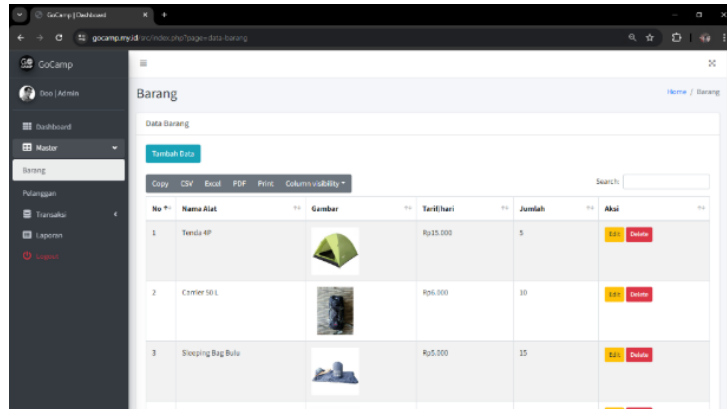 GoCamp | Dashboard
gocamp.my.id/src/index.php?page=data-barang
GoCamp
Doo | Admin
Dashboard
Master
Barang
Pelanggan
Transaksi
Laporan
Logout
Barang
Home / Barang
Data Barang
Tambah Data
Copy CSV Excel PDF Print Column visibility
Search:
No Nama Alat Gambar Tarif/hari Jumlah Aksi
1 Tenda 4P Rp15.000 5 Edit Delete
2 Carrier 50 L Rp6.000 10 Edit Delete
3 Sleeping Bag Bulu Rp5.000 15 Edit Delete